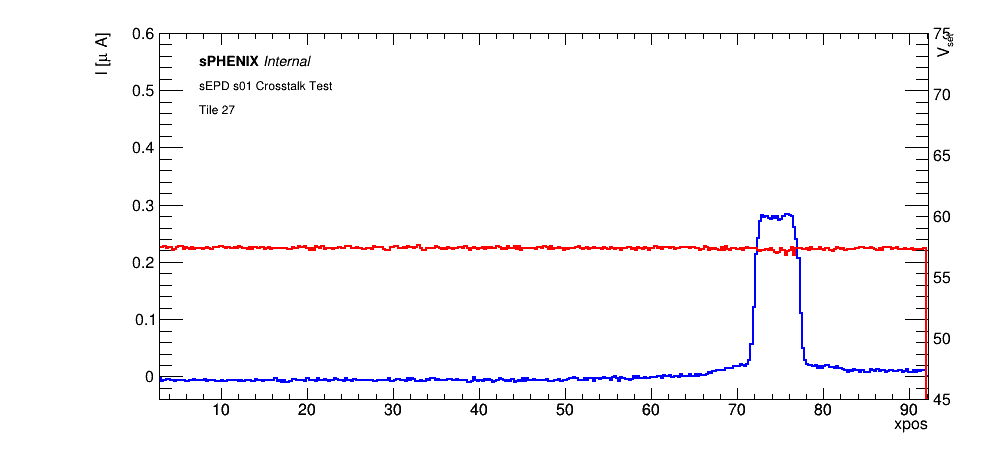 I [μ A]
0.6
0.5
0.4
0.3
0.2
0.1
0
sPHENIX Internal
sEPD s01 Crosstalk Test
Tile 27
75
V set
70
65
60
55
50
45
10 20 30 40 50 60 70 80 90
xpos